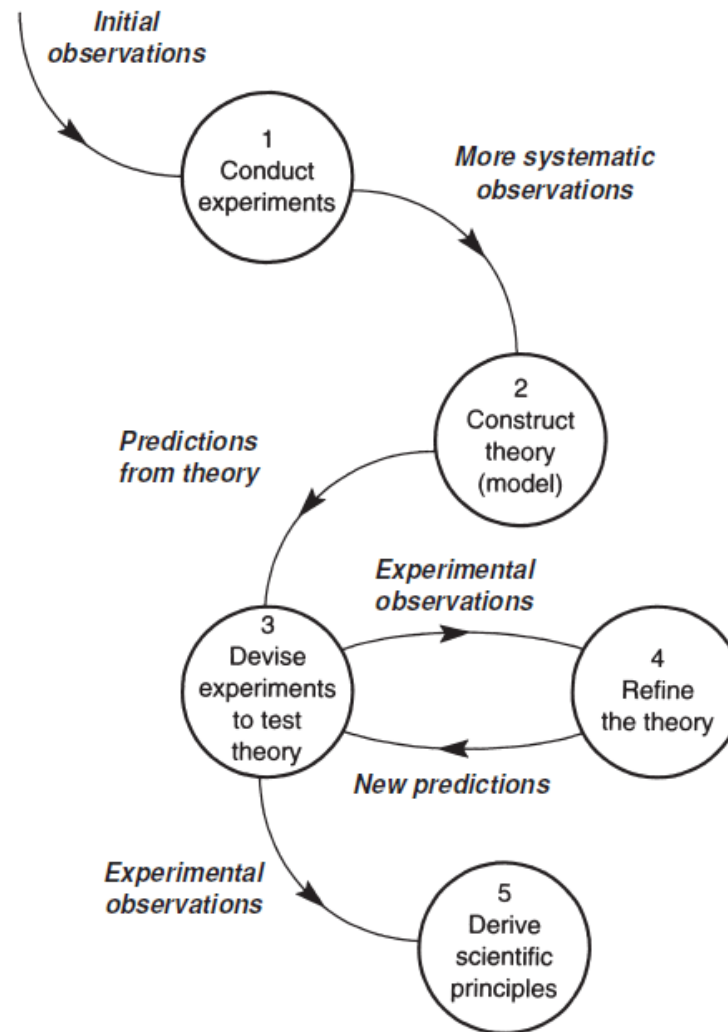 Initial
observations
1
Conduct
experiments
More systematic
observations
2
Construct
theory
(model)
Predictions
from theory
Experimental
observations
3
Devise
experiments
to test
theory
4
Refine
the theory
New predictions
Experimental
observations
5
Derive
scientific
principles